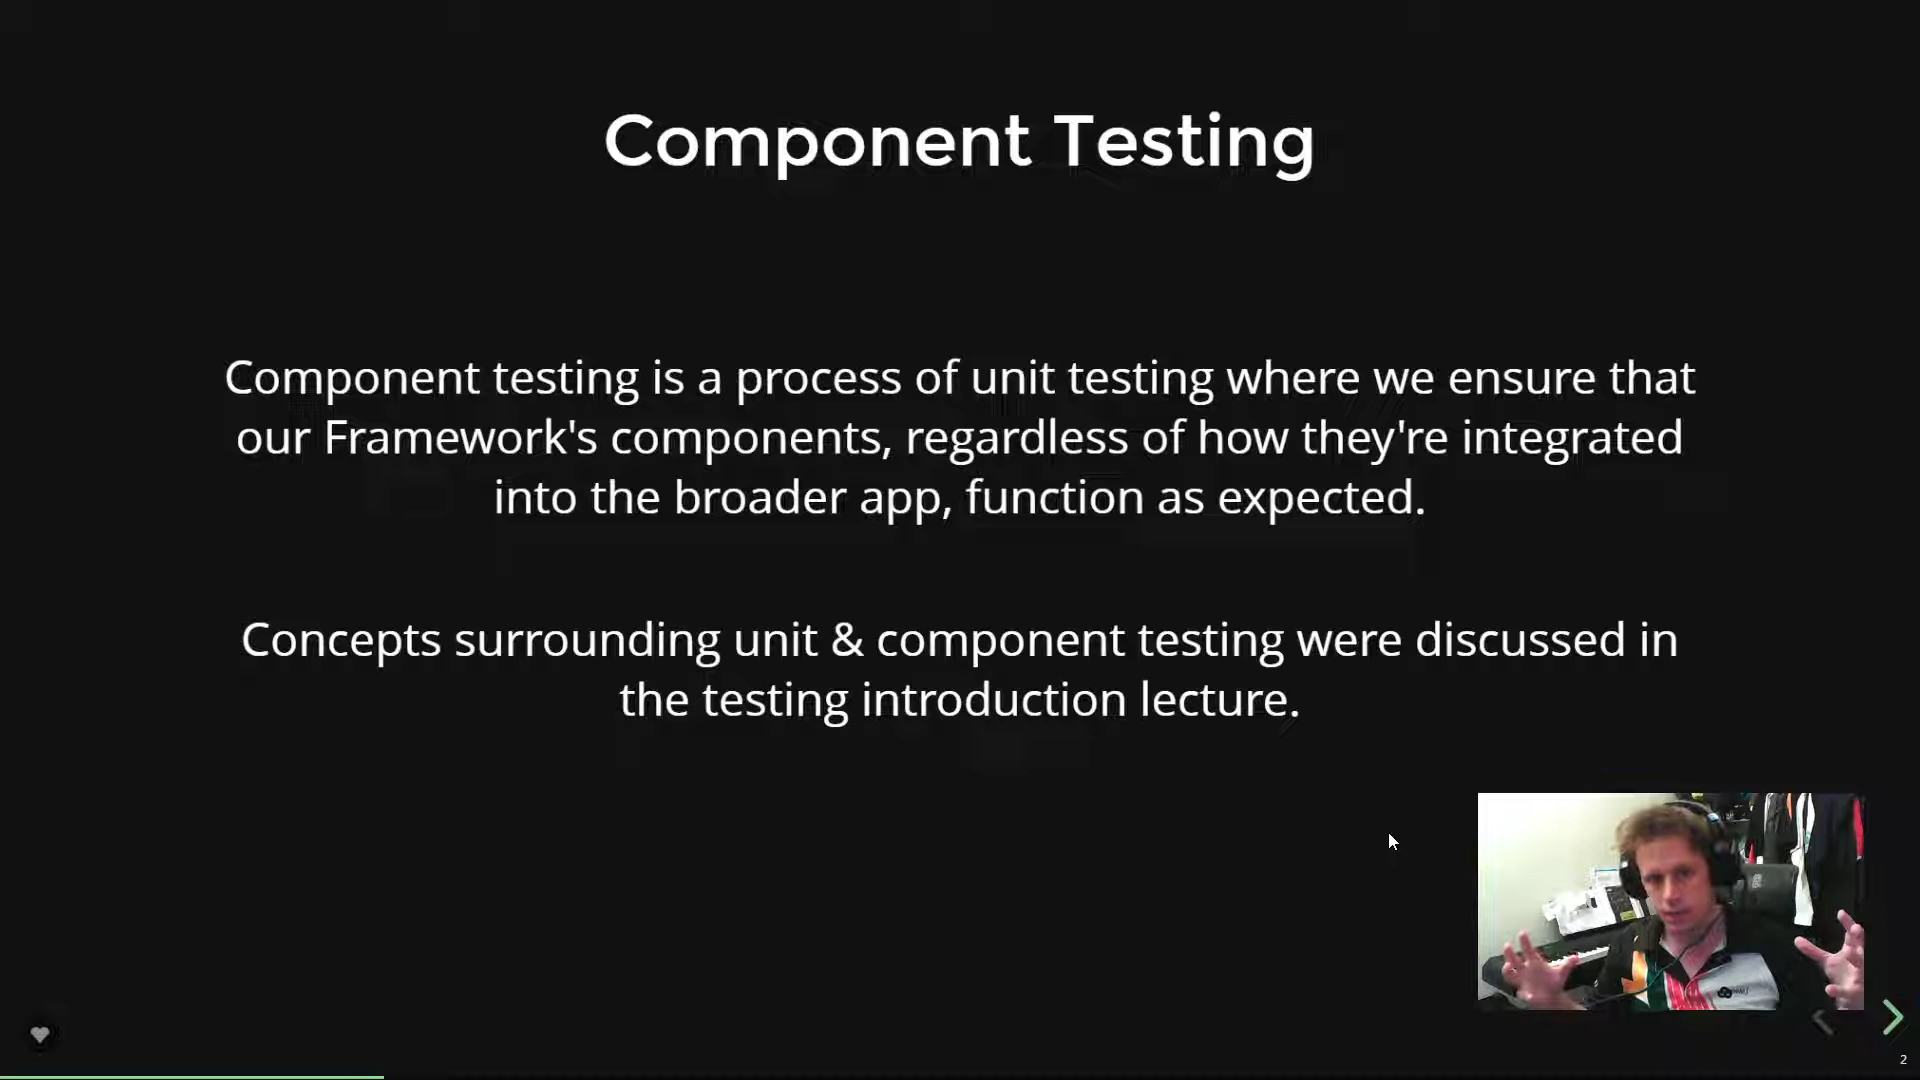 Component Testing
Component testing is a process of unit testing where we ensure that
our Framework's components, regardless of how they're integrated
into the broader app, function as expected.
Concepts surrounding unit & component testing were discussed in
the testing introduction lecture.
2